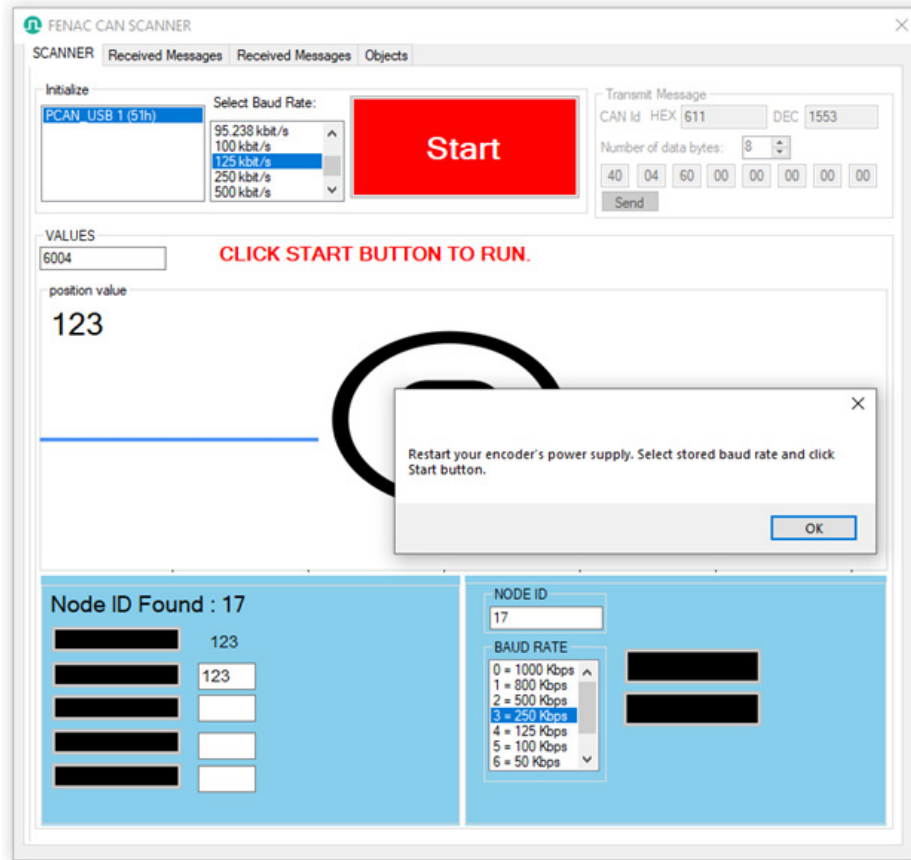 FENAC CAN SCANNER
SCANNER Received Messages Received Messages Objects
Initialize
PCAN_USB 1 (51h)
Select Baud Rate:
95.238 kbit/s
100 kbit/s
125 kbit/s
250 kbit/s
500 kbit/s
Start
Transmit Message
CAN Id HEX 611 DEC 1553
Number of data bytes: 8
40 04 60 00 00 00 00 00
Send
VALUES
6004
CLICK START BUTTON TO RUN.
position value
123
Restart your encoder's power supply. Select stored baud rate and click
Start button.
OK
Node ID Found : 17
123
123
NODE ID
17
BAUD RATE
0 = 1000 Kbps
1 = 800 Kbps
2 = 500 Kbps
3 = 250 Kbps
4 = 125 Kbps
5 = 100 Kbps
6 = 50 Kbps